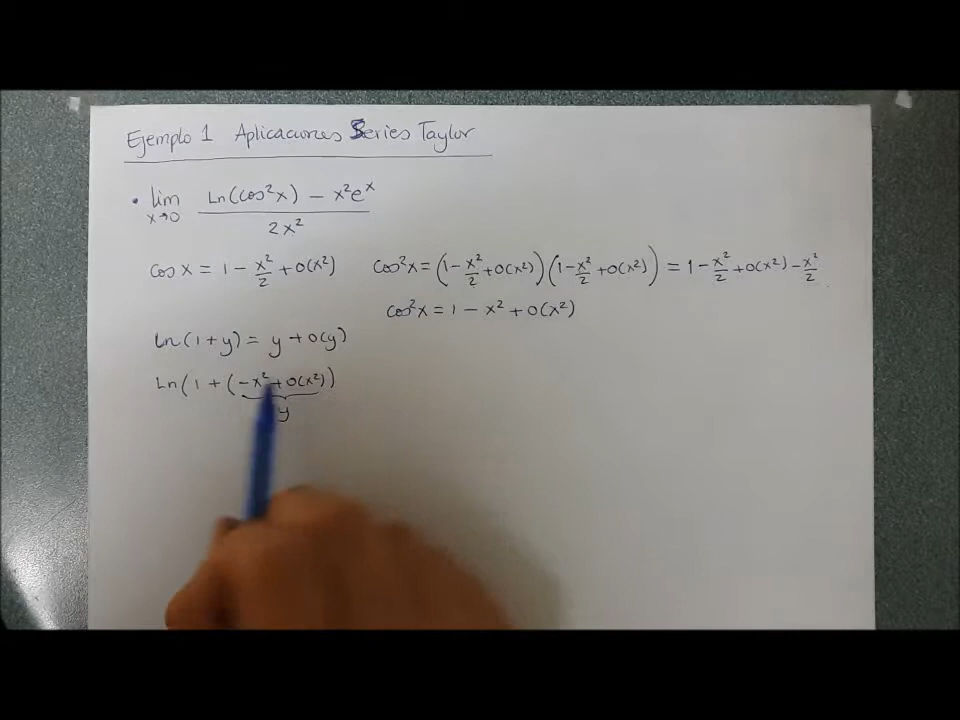 Ejemplo 1 Aplicaciones Series Taylor
• lim x→0 (Ln(cos²x) − x²eˣ) / 2x²
cos x = 1 − x²/2 + o(x²) cos²x = (1 − x²/2 + o(x²))(1 − x²/2 + o(x²)) = 1 − x²/2 + o(x²) − x²/2
cos²x = 1 − x² + o(x²)
ln(1+y) = y + o(y)
Ln(1 + (−x² + o(x²)))
y